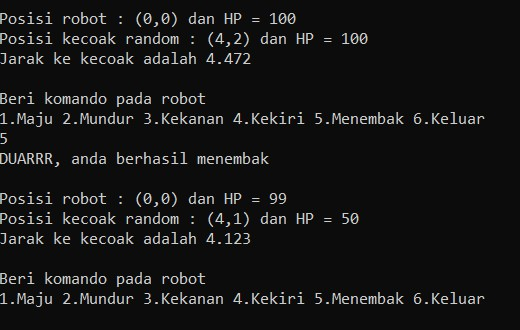 Posisi robot : (0,0) dan HP = 100
Posisi kecoak random : (4,2) dan HP = 100
Jarak ke kecoak adalah 4.472
Beri komando pada robot
1.Maju 2.Mundur 3.Kekanan 4.Kekiri 5.Menembak 6.Keluar
5
DUARRR, anda berhasil menembak
Posisi robot : (0,0) dan HP = 99
Posisi kecoak random : (4,1) dan HP = 50
Jarak ke kecoak adalah 4.123
Beri komando pada robot
1.Maju 2.Mundur 3.Kekanan 4.Kekiri 5.Menembak 6.Keluar